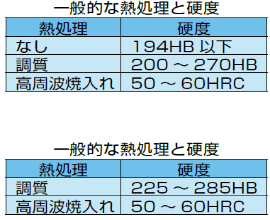 一般的な熱処理と硬度
熱処理 硬度
なし 194HB 以下
調質 200 ～ 270HB
高周波焼入れ 50 ～ 60HRC
一般的な熱処理と硬度
熱処理 硬度
調質 225 ～ 285HB
高周波焼入れ 50 ～ 60HRC